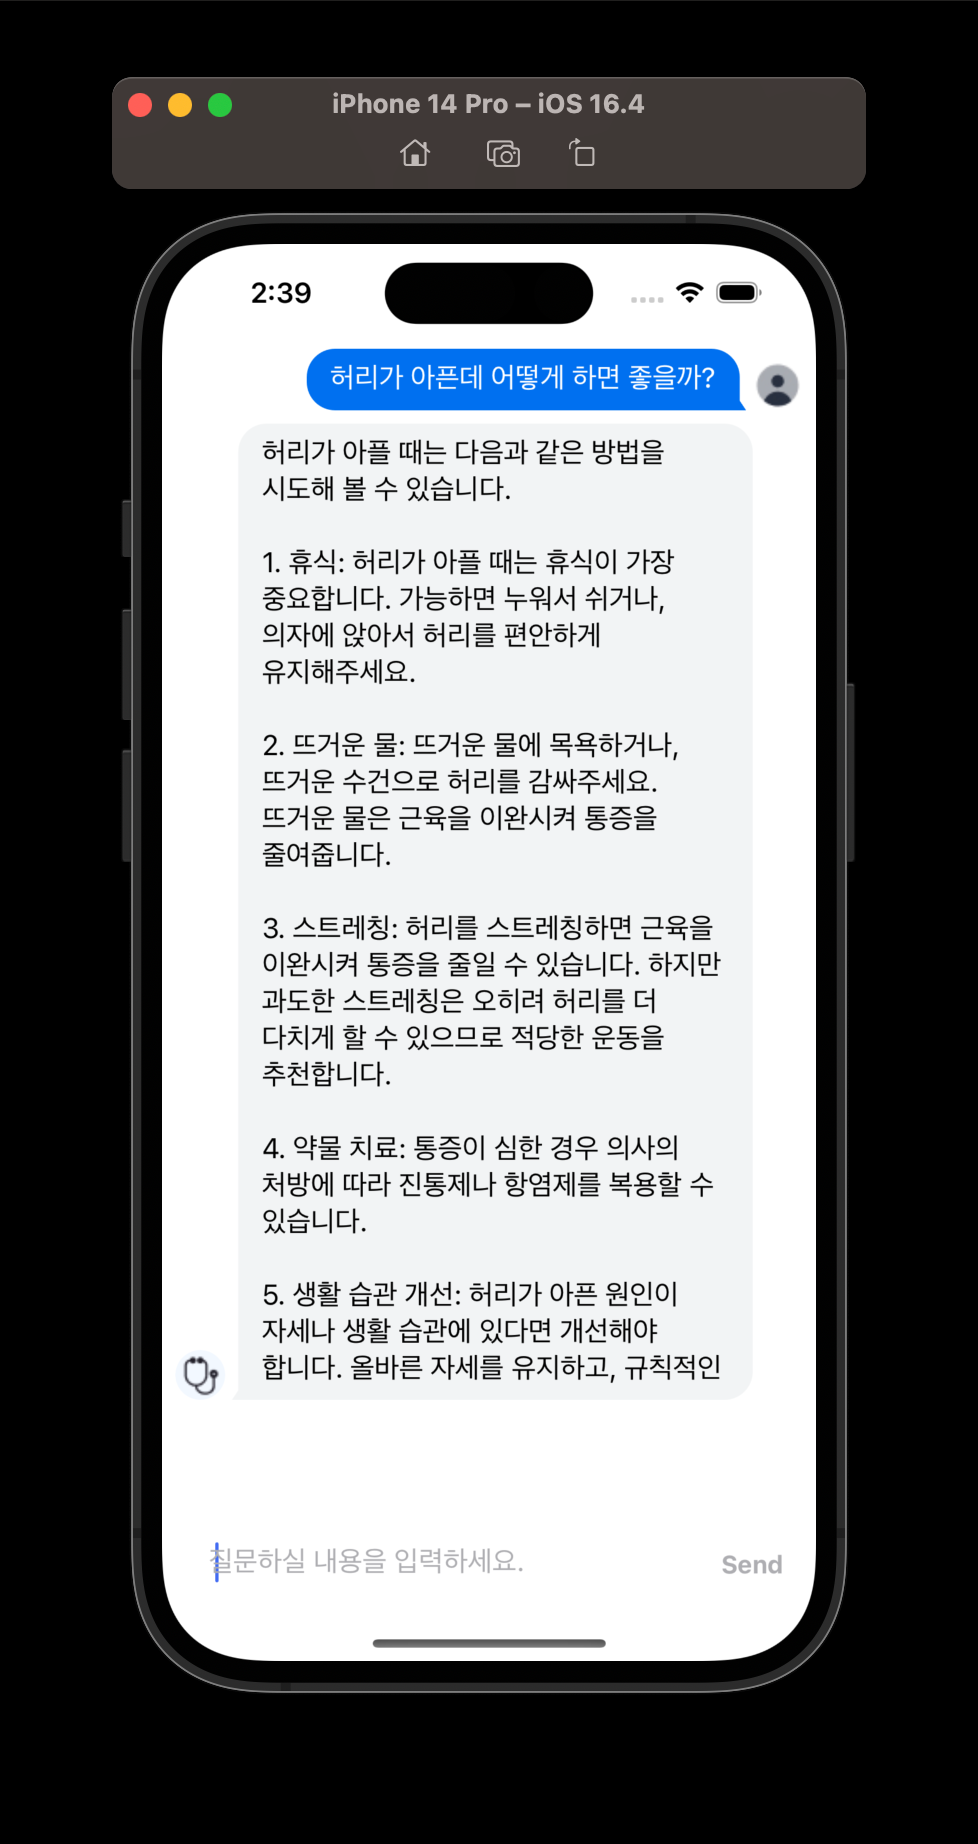 iPhone 14 Pro – iOS 16.4
2:39
허리가 아픈데 어떻게 하면 좋을까?
허리가 아플 때는 다음과 같은 방법을
시도해 볼 수 있습니다.
1. 휴식: 허리가 아플 때는 휴식이 가장
중요합니다. 가능하면 누워서 쉬거나,
의자에 앉아서 허리를 편안하게
유지해주세요.
2. 뜨거운 물: 뜨거운 물에 목욕하거나,
뜨거운 수건으로 허리를 감싸주세요.
뜨거운 물은 근육을 이완시켜 통증을
줄여줍니다.
3. 스트레칭: 허리를 스트레칭하면 근육을
이완시켜 통증을 줄일 수 있습니다. 하지만
과도한 스트레칭은 오히려 허리를 더
다치게 할 수 있으므로 적당한 운동을
추천합니다.
4. 약물 치료: 통증이 심한 경우 의사의
처방에 따라 진통제나 항염제를 복용할 수
있습니다.
5. 생활 습관 개선: 허리가 아픈 원인이
자세나 생활 습관에 있다면 개선해야
합니다. 올바른 자세를 유지하고, 규칙적인
질문하실 내용을 입력하세요.
Send